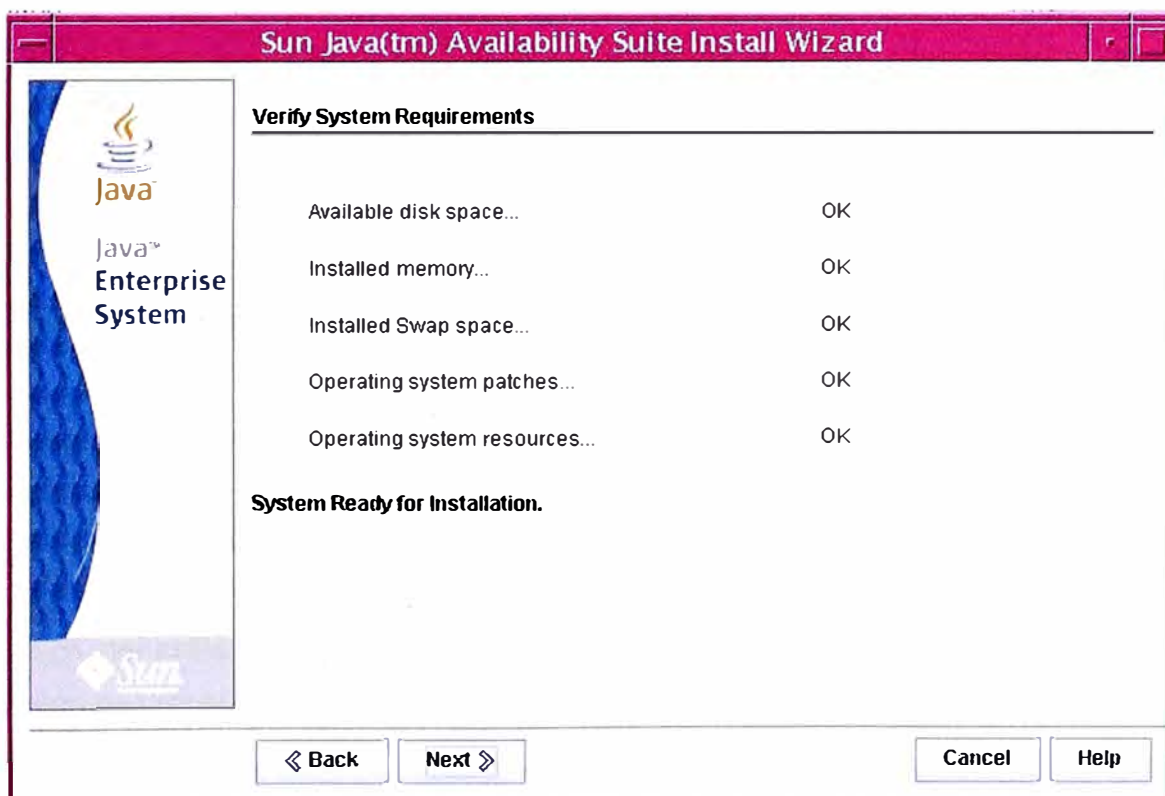 Sun Java(tm) Availability Suite Install Wizard
Java
Java™
Enterprise
System
Sun
Verify System Requirements
Available disk space... OK
Installed memory... OK
Installed Swap space... OK
Operating system patches... OK
Operating system resources... OK
System Ready for Installation.
Back Next Cancel Help